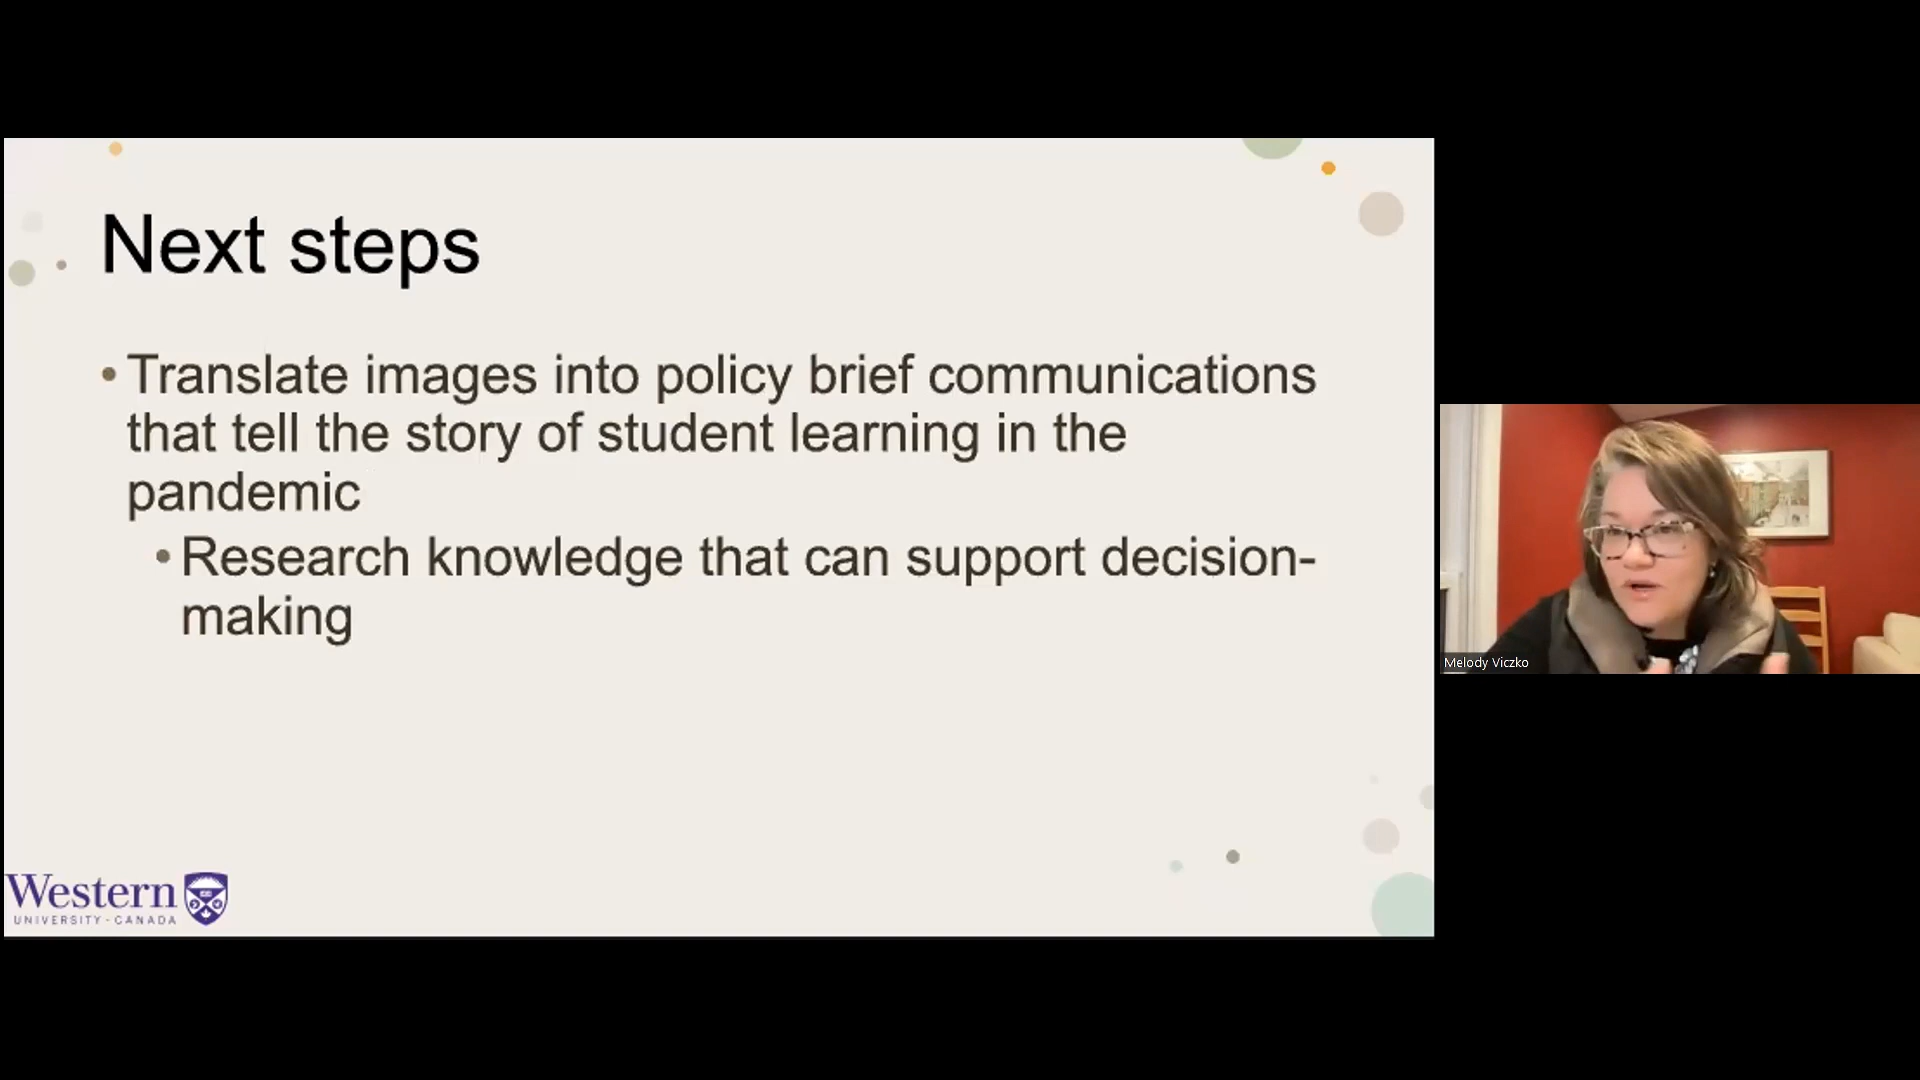 Next steps
• Translate images into policy brief communications
that tell the story of student learning in the
pandemic
• Research knowledge that can support decision-
making
Western
UNIVERSITY · CANADA
Melody Viczko